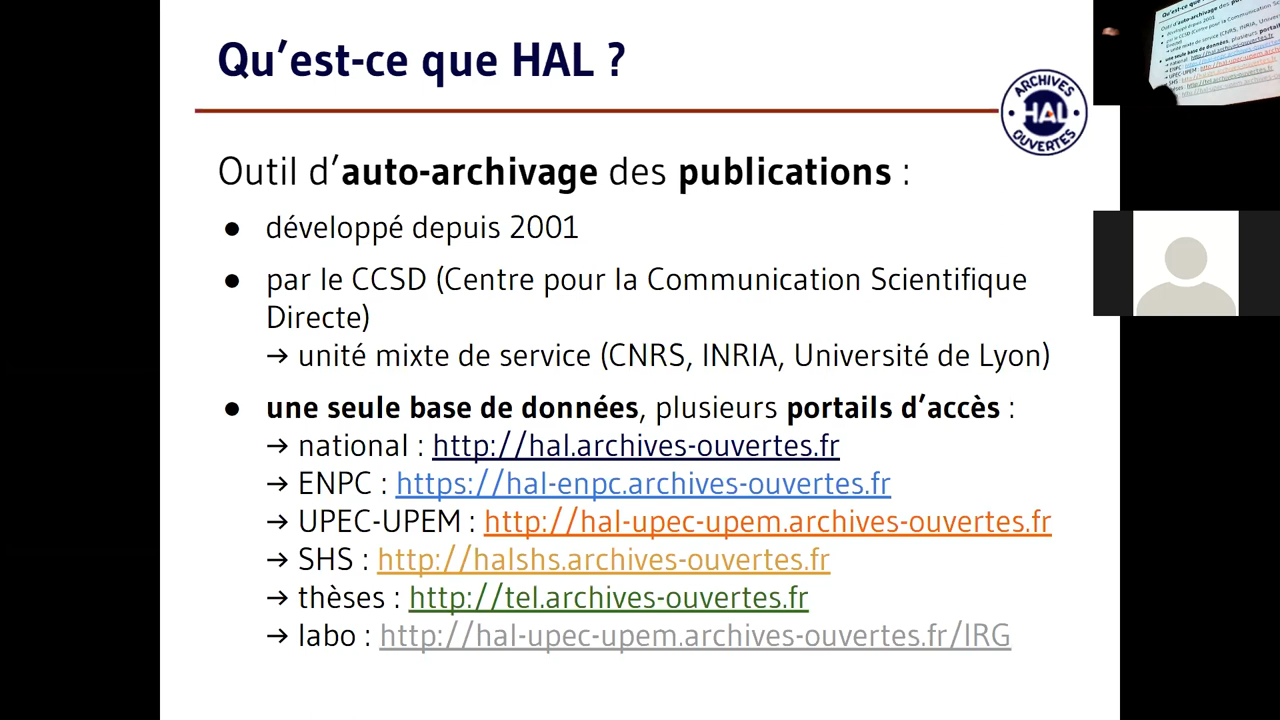 Qu’est-ce que HAL ?
ARCHIVES
HAL
OUVERTES
Outil d’auto-archivage des publications :
● développé depuis 2001
● par le CCSD (Centre pour la Communication Scientifique
Directe)
→ unité mixte de service (CNRS, INRIA, Université de Lyon)
● une seule base de données, plusieurs portails d’accès :
→ national : http://hal.archives-ouvertes.fr
→ ENPC : https://hal-enpc.archives-ouvertes.fr
→ UPEC-UPEM : http://hal-upec-upem.archives-ouvertes.fr
→ SHS : http://halshs.archives-ouvertes.fr
→ thèses : http://tel.archives-ouvertes.fr
→ labo : http://hal-upec-upem.archives-ouvertes.fr/IRG